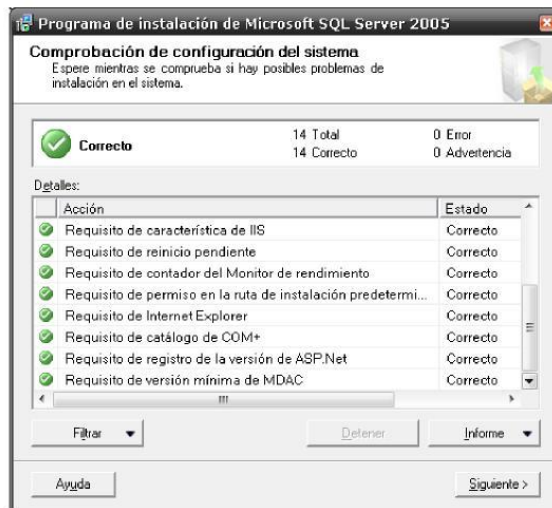 Programa de instalación de Microsoft SQL Server 2005
Comprobación de configuración del sistema
Espere mientras se comprueba si hay posibles problemas de
instalación en el sistema.
Correcto
14 Total
0 Error
14 Correcto
0 Advertencia
Detalles:
Acción
Estado
Requisito de característica de IIS
Correcto
Requisito de reinicio pendiente
Correcto
Requisito de contador del Monitor de rendimiento
Correcto
Requisito de permiso en la ruta de instalación predetermi...
Correcto
Requisito de Internet Explorer
Correcto
Requisito de catálogo de COM+
Correcto
Requisito de registro de la versión de ASP.Net
Correcto
Requisito de versión mínima de MDAC
Correcto
Filtrar
Detener
Informe
Ayuda
Siguiente >